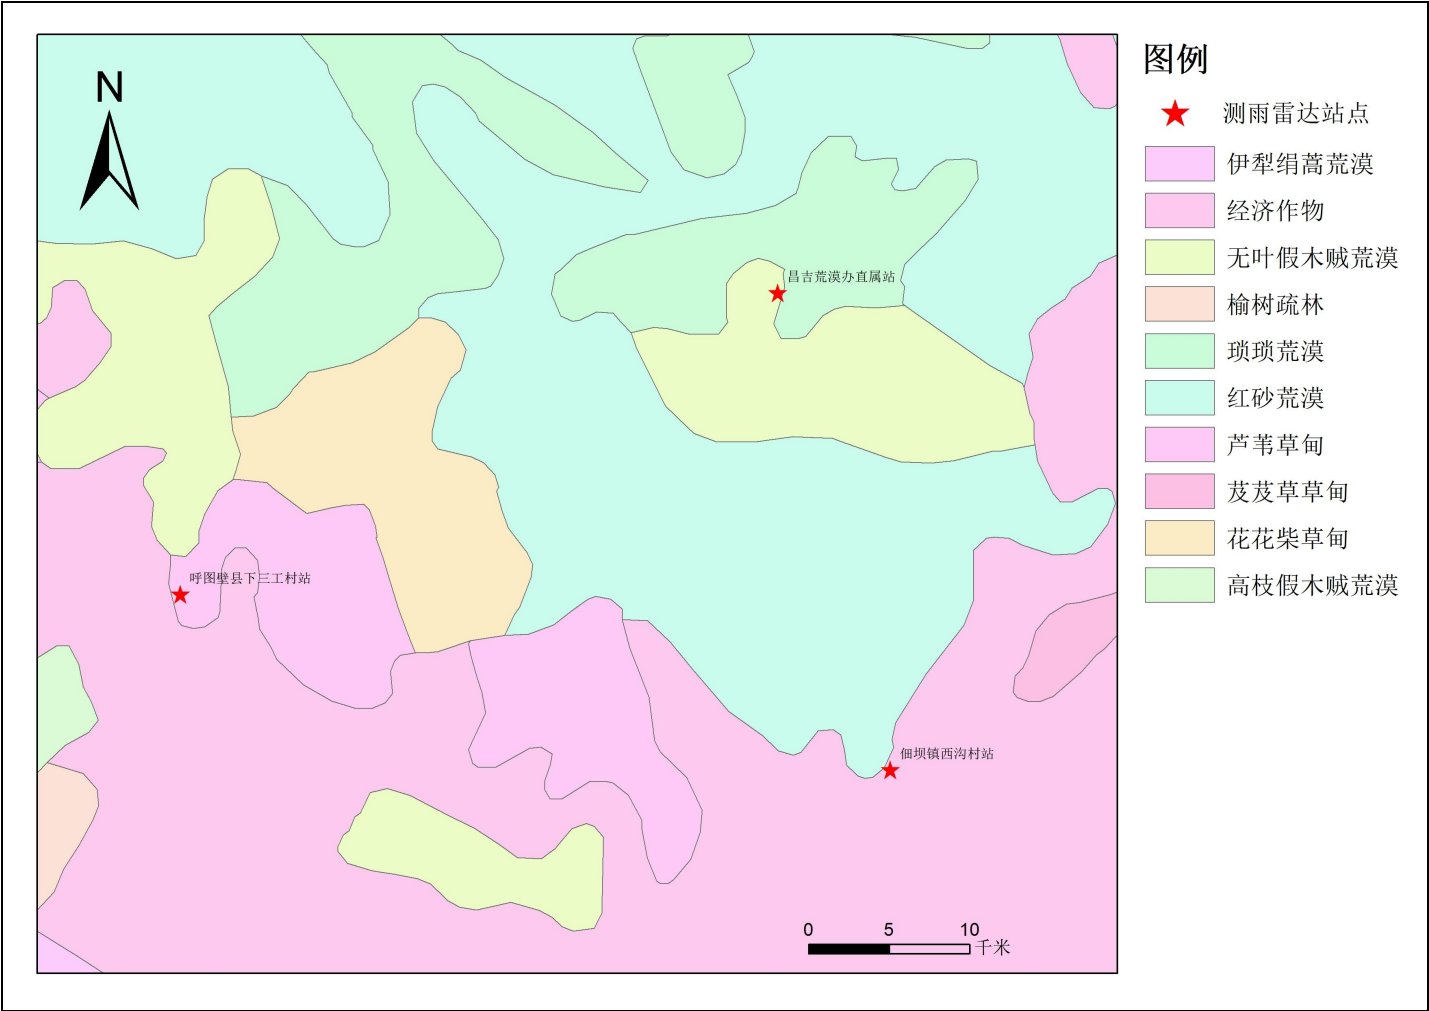 N
昌吉荒漠办直属站
呼图壁县下三工村站
佃坝镇西沟村站
0 5 10
千米
图例
测雨雷达站点
伊犁绢蒿荒漠
经济作物
无叶假木贼荒漠
榆树疏林
琐琐荒漠
红砂荒漠
芦苇草甸
芨芨草草甸
花花柴草甸
高枝假木贼荒漠